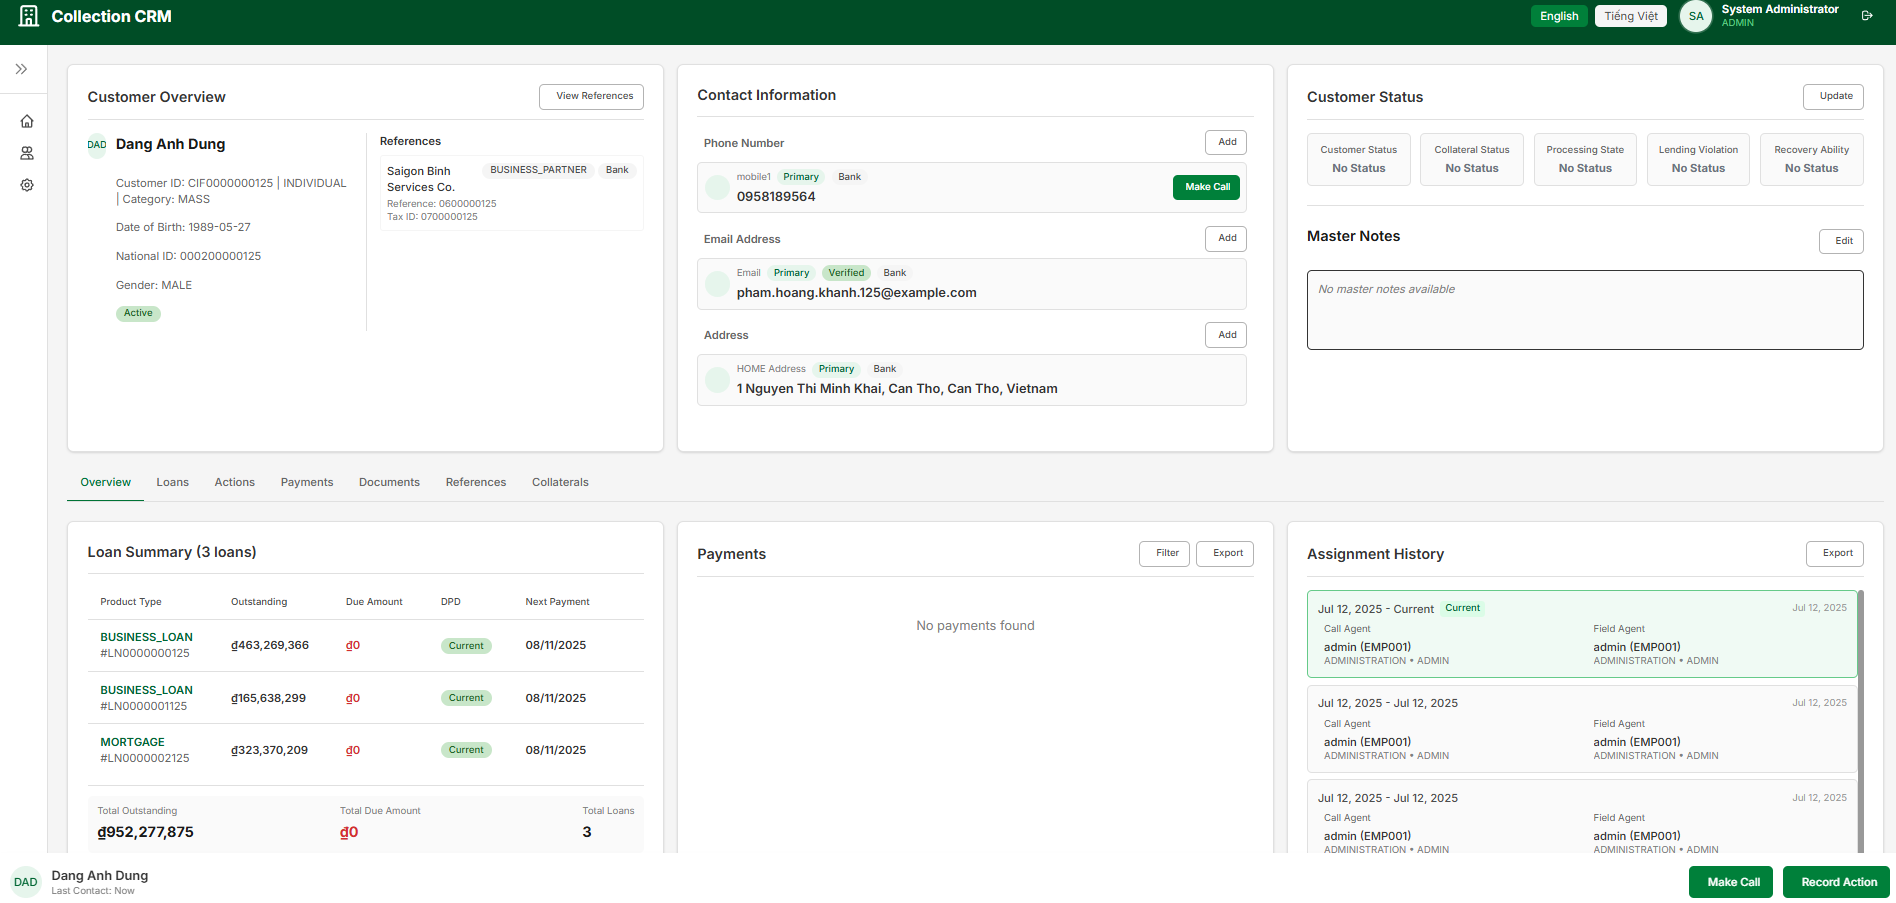 Collection CRM
English
Tiếng Việt
SA
System Administrator
ADMIN
Customer Overview
View References
DAD
Dang Anh Dung
Customer ID: CIF0000000125 | INDIVIDUAL
| Category: MASS
Date of Birth: 1989-05-27
National ID: 000200000125
Gender: MALE
Active
References
Saigon Binh
Services Co.
BUSINESS_PARTNER
Bank
Reference: 0600000125
Tax ID: 0700000125
Contact Information
Phone Number
Add
mobile1 Primary Bank
0958189564
Make Call
Email Address
Add
Email Primary Verified Bank
pham.hoang.khanh.125@example.com
Address
Add
HOME Address Primary Bank
1 Nguyen Thi Minh Khai, Can Tho, Can Tho, Vietnam
Customer Status
Update
Customer Status
No Status
Collateral Status
No Status
Processing State
No Status
Lending Violation
No Status
Recovery Ability
No Status
Master Notes
Edit
No master notes available
Overview Loans Actions Payments Documents References Collaterals
Loan Summary (3 loans)
Product Type Outstanding Due Amount DPD Next Payment
BUSINESS_LOAN
#LN0000000125
₫463,269,366 ₫0 Current 08/11/2025
BUSINESS_LOAN
#LN0000001125
₫165,638,299 ₫0 Current 08/11/2025
MORTGAGE
#LN0000002125
₫323,370,209 ₫0 Current 08/11/2025
Total Outstanding Total Due Amount Total Loans
₫952,277,875 ₫0 3
Payments
Filter
Export
No payments found
Assignment History
Export
Jul 12, 2025 - Current Current Jul 12, 2025
Call Agent Field Agent
admin (EMP001) admin (EMP001)
ADMINISTRATION • ADMIN ADMINISTRATION • ADMIN
Jul 12, 2025 - Jul 12, 2025 Jul 12, 2025
Call Agent Field Agent
admin (EMP001) admin (EMP001)
ADMINISTRATION • ADMIN ADMINISTRATION • ADMIN
Jul 12, 2025 - Jul 12, 2025 Jul 12, 2025
Call Agent Field Agent
admin (EMP001) admin (EMP001)
ADMINISTRATION • ADMIN ADMINISTRATION • ADMIN
DAD
Dang Anh Dung
Last Contact: Now
Make Call
Record Action